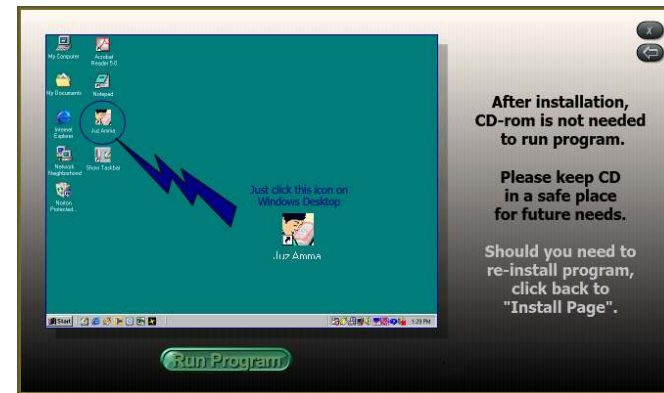 My Computer
Acrobat
Reader 5.0
My Documents
Notepad
Internet
Explorer
Juz Amma
Network
Neighborhood
Show Taskbar
Norton
Protected...
Just click this icon on
Windows Desktop
Juz Amma
Start
1:29 PM
Run Program
X
After installation,
CD-rom is not needed
to run program.
Please keep CD
in a safe place
for future needs.
Should you need to
re-install program,
click back to
"Install Page".